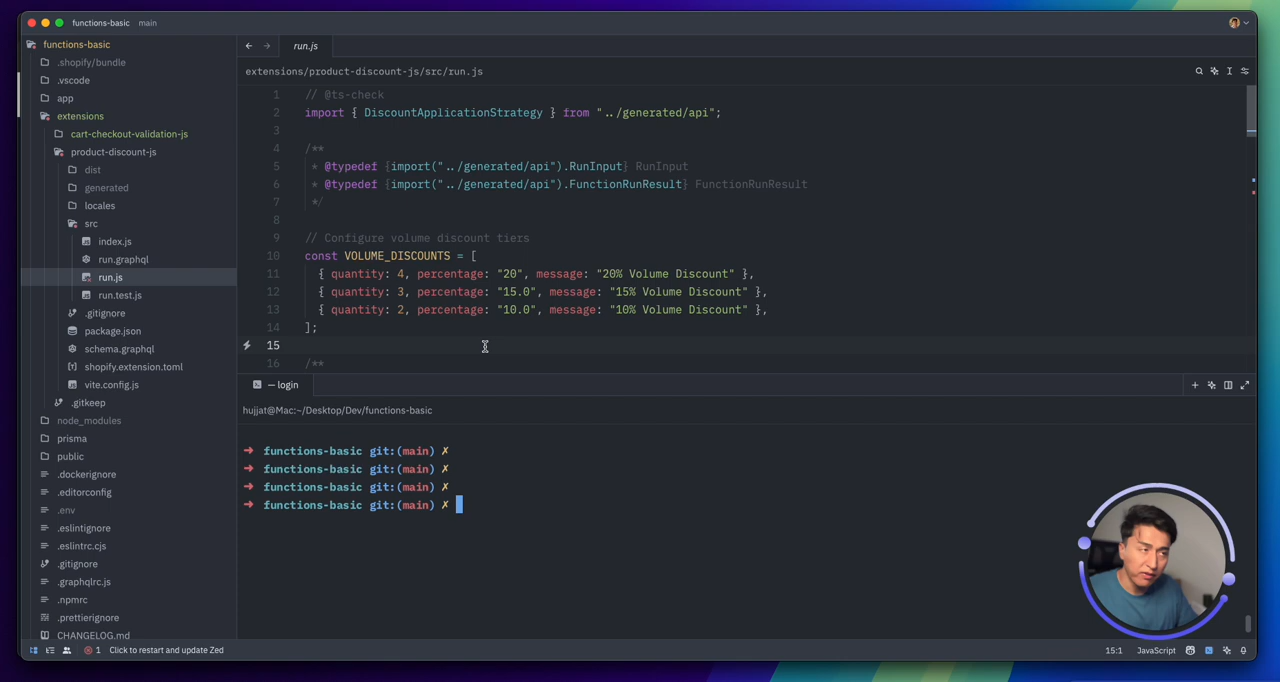 functions-basic main
functions-basic
.shopify/bundle
.vscode
app
extensions
cart-checkout-validation-js
product-discount-js
dist
generated
locales
src
index.js
run.graphql
run.js
run.test.js
.gitignore
package.json
schema.graphql
shopify.extension.toml
vite.config.js
.gitkeep
node_modules
prisma
public
.dockerignore
.editorconfig
.env
.eslintignore
.eslintrc.cjs
.gitignore
.graphqlrc.js
.npmrc
.prettierignore
CHANGELOG.md
run.js
extensions/product-discount-js/src/run.js
1 // @ts-check
2 import { DiscountApplicationStrategy } from "../generated/api";
3
4 /**
5 * @typedef {import("../generated/api").RunInput} RunInput
6 * @typedef {import("../generated/api").FunctionRunResult} FunctionRunResult
7 */
8
9 // Configure volume discount tiers
10 const VOLUME_DISCOUNTS = [
11 { quantity: 4, percentage: "20", message: "20% Volume Discount" },
12 { quantity: 3, percentage: "15.0", message: "15% Volume Discount" },
13 { quantity: 2, percentage: "10.0", message: "10% Volume Discount" },
14 ];
15
16 /**
— login
hujjat@Mac:~/Desktop/Dev/functions-basic
➜ functions-basic git:(main) ✗
➜ functions-basic git:(main) ✗
➜ functions-basic git:(main) ✗
➜ functions-basic git:(main) ✗
1 Click to restart and update Zed
15:1 JavaScript